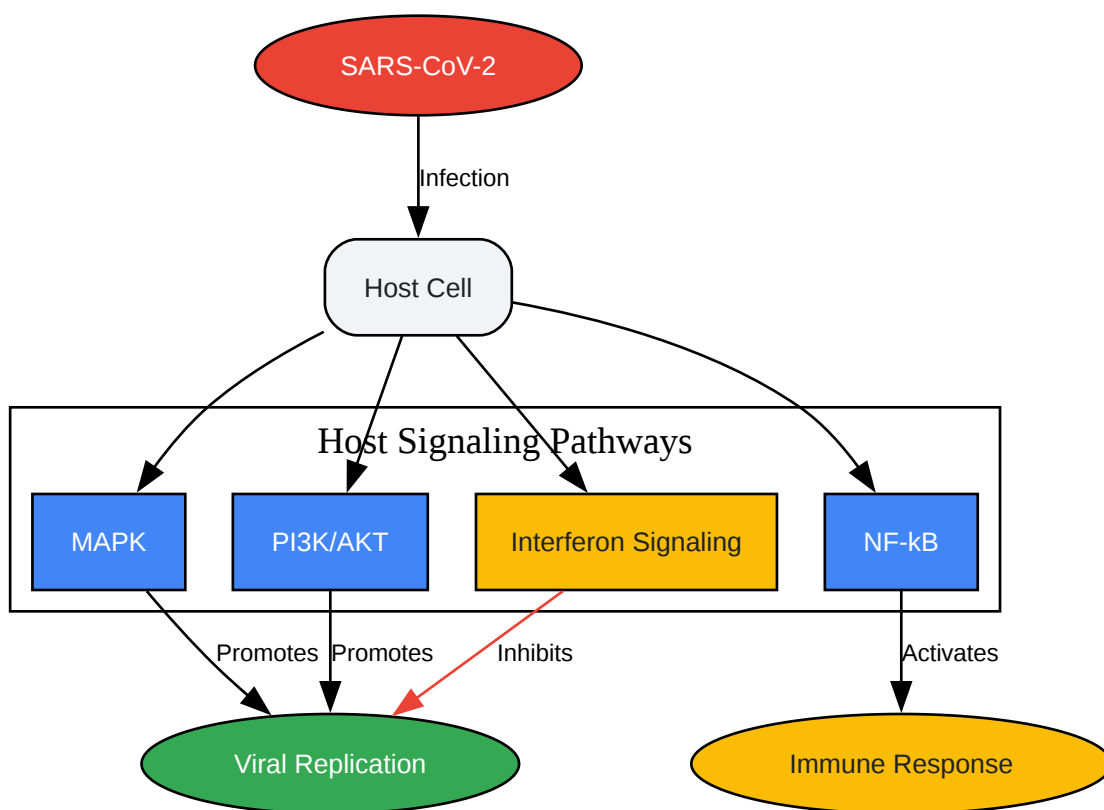 SARS-CoV-2
Infection
Host Cell
Host Signaling Pathways
MAPK
PI3K/AKT
Interferon Signaling
NF-kB
Promotes
Promotes
Inhibits
Activates
Viral Replication
Immune Response